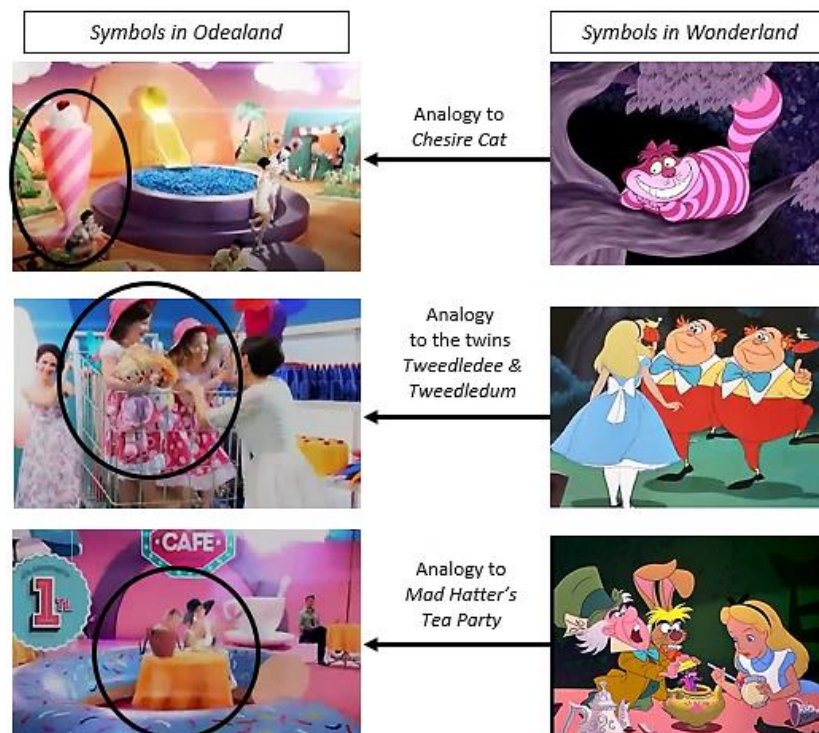 Symbols in Odealand
Symbols in Wonderland
Analogy to
Chesire Cat
Analogy
to the twins
Tweedledee &
Tweedledum
CAFE
1TL
Analogy to
Mad Hatter's
Tea Party